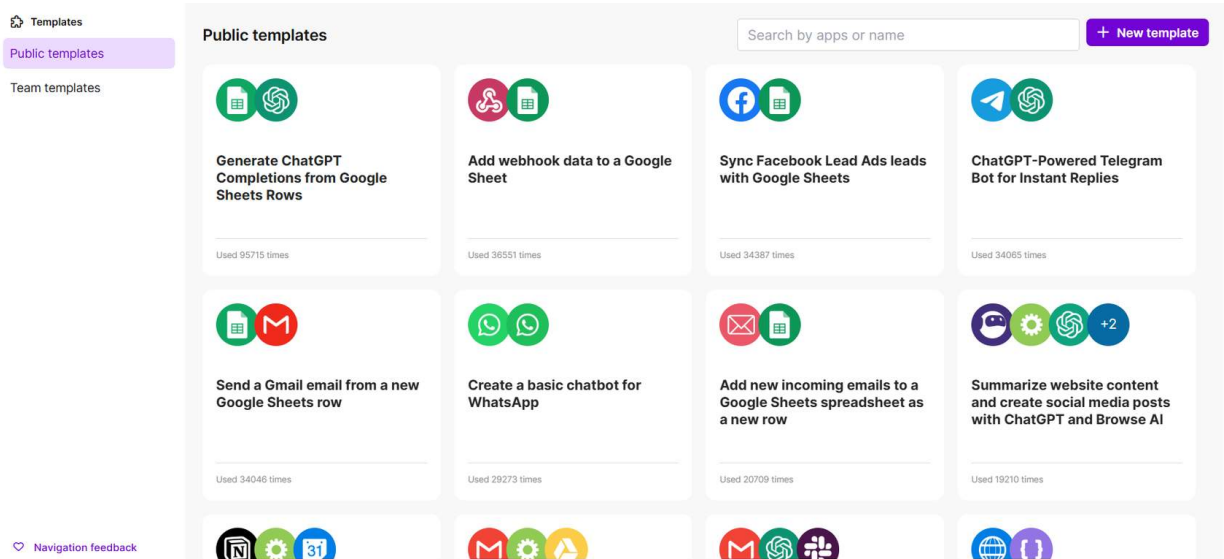 Templates
Public templates
Team templates
Navigation feedback
Public templates
Search by apps or name
+ New template
Generate ChatGPT
Completions from Google
Sheets Rows
Used 95715 times
Add webhook data to a Google
Sheet
Used 36551 times
Sync Facebook Lead Ads leads
with Google Sheets
Used 34387 times
ChatGPT-Powered Telegram
Bot for Instant Replies
Used 34065 times
Send a Gmail email from a new
Google Sheets row
Used 34046 times
Create a basic chatbot for
WhatsApp
Used 29273 times
Add new incoming emails to a
Google Sheets spreadsheet as
a new row
Used 20709 times
+2
Summarize website content
and create social media posts
with ChatGPT and Browse AI
Used 19210 times
31